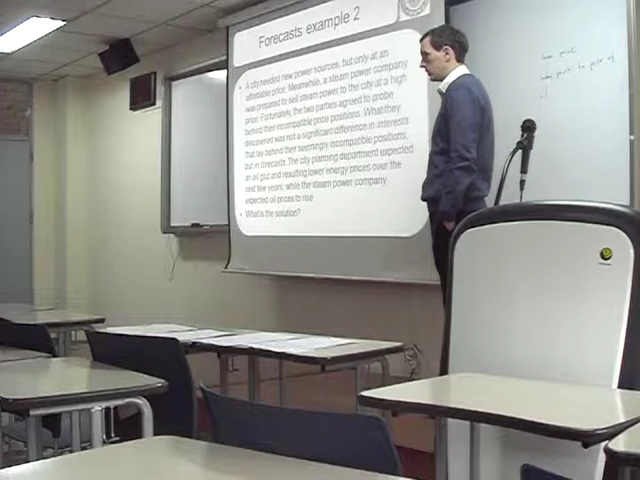 Forecasts example 2
• A city needed new power sources, but only at an
affordable price. Meanwhile, a steam power company
was prepared to sell steam power to the city at a high
price. Fortunately, the two parties agreed to probe
behind their incompatible price positions. What they
discovered was not a significant difference in interests
that lay behind their seemingly incompatible positions,
but in forecasts. The city planning department expected
an oil glut and resulting lower energy prices over the
next few years, while the steam power company
expected oil prices to rise
• What is the solution?